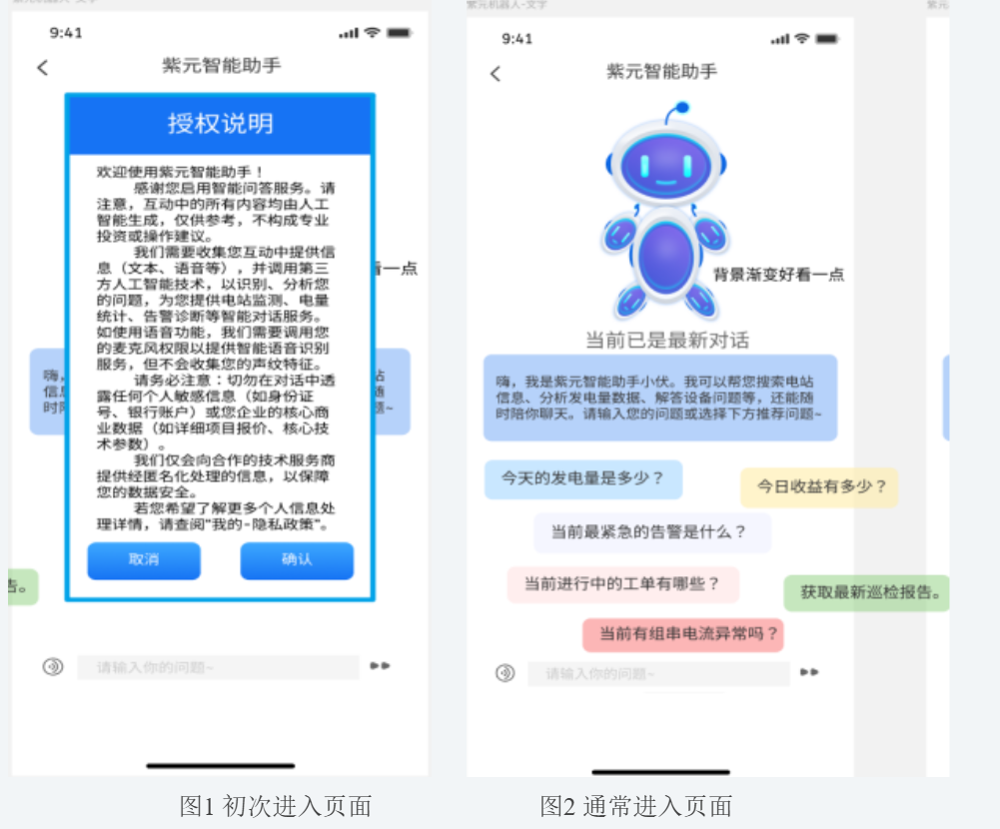 紫元机器人-文字
9:41
紫元智能助手
授权说明
欢迎使用紫元智能助手！
感谢您启用智能问答服务。请
注意，互动中的所有内容均由人工
智能生成，仅供参考，不构成专业
投资或操作建议。
我们需要收集您互动中提供信
息（文本、语音等），并调用第三
方人工智能技术，以识别、分析您
的问题，为您提供电站监测、电量
统计、告警诊断等智能对话服务。
如使用语音功能，我们需要调用您
的麦克风权限以提供智能语音识别
服务，但不会收集您的声纹特征。
请务必注意：切勿在对话中透
露任何个人敏感信息（如身份证
号、银行账户）或您企业的核心商
业数据（如详细项目报价、核心技
术参数）。
我们仅会向合作的技术服务商
提供经匿名化处理的信息，以保障
您的数据安全。
若您希望了解更多个人信息处
理详情，请查阅"我的-隐私政策"。
取消
确认
一点
嗨，
信息
时陪
站
随
题~
告。
请输入你的问题~
图1 初次进入页面
紫元机器人-文字
9:41
紫元智能助手
背景渐变好看一点
当前已是最新对话
嗨，我是紫元智能助手小伏。我可以帮您搜索电站
信息、分析发电量数据、解答设备问题等，还能随
时陪你聊天。请输入您的问题或选择下方推荐问题~
今天的发电量是多少？
今日收益有多少？
当前最紧急的告警是什么？
当前进行中的工单有哪些？
获取最新巡检报告。
当前有组串电流异常吗？
请输入你的问题~
图2 通常进入页面
紫元